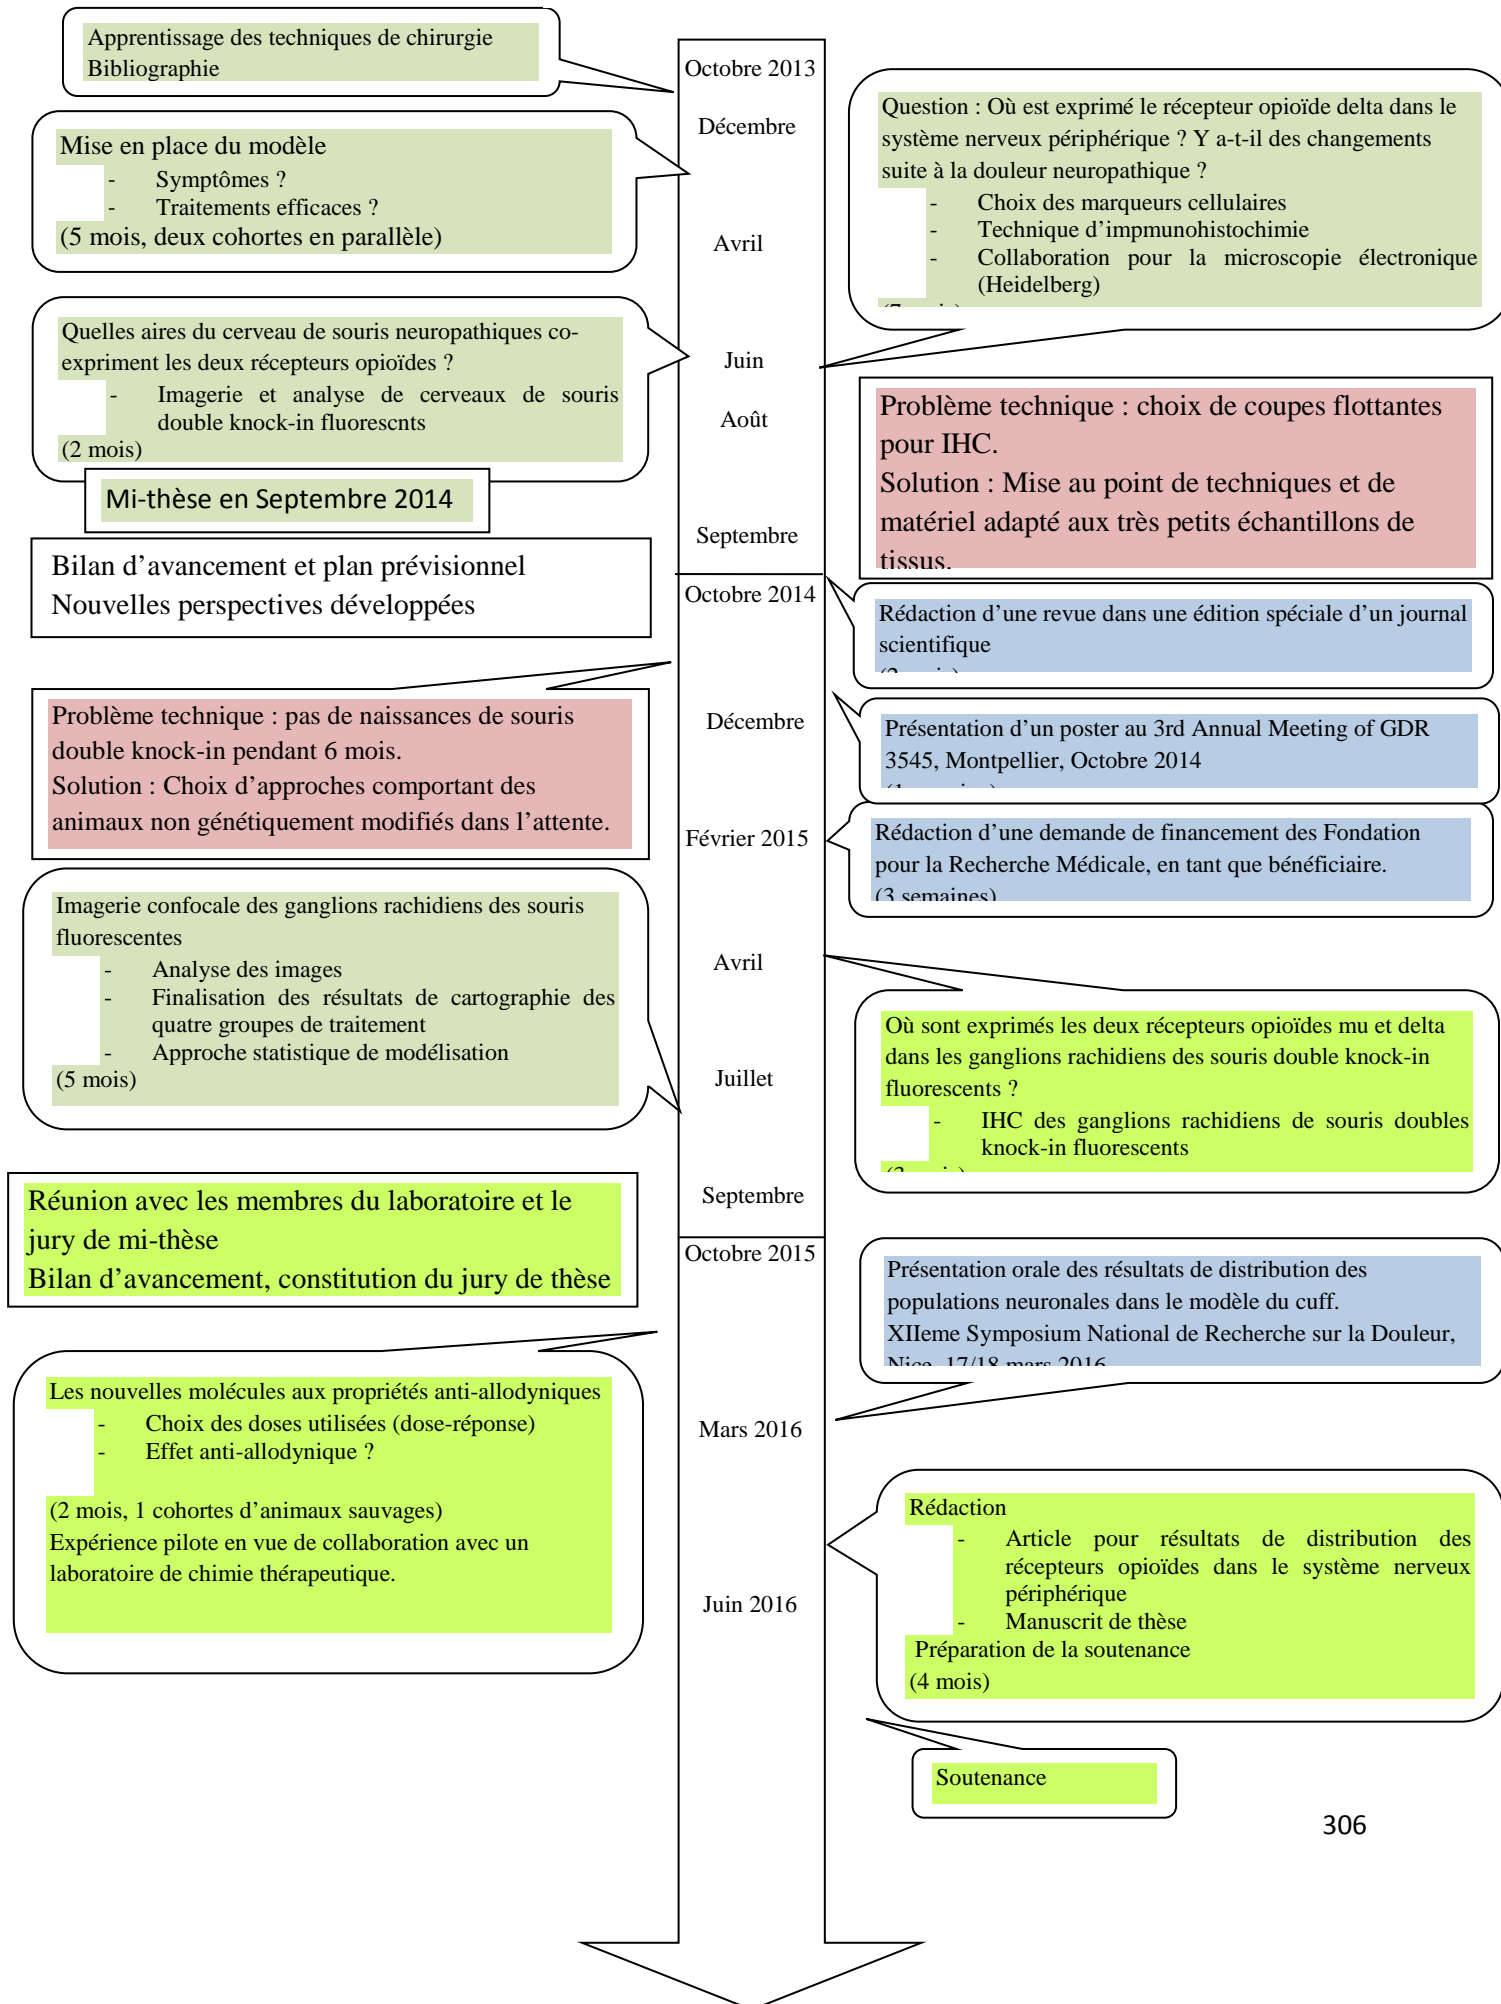 Apprentissage des techniques de chirurgie
Bibliographie
Octobre 2013
Décembre
Mise en place du modèle
- Symptômes ?
- Traitements efficaces ?
(5 mois, deux cohortes en parallèle)
Question : Où est exprimé le récepteur opioïde delta dans le
système nerveux périphérique ? Y a-t-il des changements
suite à la douleur neuropathique ?
- Choix des marqueurs cellulaires
- Technique d’impmunohistochimie
- Collaboration pour la microscopie électronique
(Heidelberg)
Avril
Quelles aires du cerveau de souris neuropathiques co-
expriment les deux récepteurs opioïdes ?
- Imagerie et analyse de cerveaux de souris
double knock-in fluorescnts
(2 mois)
Juin
Août
Problème technique : choix de coupes flottantes
pour IHC.
Solution : Mise au point de techniques et de
matériel adapté aux très petits échantillons de
tissus.
Mi-thèse en Septembre 2014
Septembre
Bilan d’avancement et plan prévisionnel
Nouvelles perspectives développées
Octobre 2014
Rédaction d’une revue dans une édition spéciale d’un journal
scientifique
Problème technique : pas de naissances de souris
double knock-in pendant 6 mois.
Solution : Choix d’approches comportant des
animaux non génétiquement modifiés dans l’attente.
Décembre
Présentation d’un poster au 3rd Annual Meeting of GDR
3545, Montpellier, Octobre 2014
Février 2015
Rédaction d’une demande de financement des Fondation
pour la Recherche Médicale, en tant que bénéficiaire.
(3 semaines)
Imagerie confocale des ganglions rachidiens des souris
fluorescentes
- Analyse des images
- Finalisation des résultats de cartographie des
quatre groupes de traitement
- Approche statistique de modélisation
(5 mois)
Avril
Où sont exprimés les deux récepteurs opioïdes mu et delta
dans les ganglions rachidiens des souris double knock-in
fluorescents ?
- IHC des ganglions rachidiens de souris doubles
knock-in fluorescents
Juillet
Septembre
Réunion avec les membres du laboratoire et le
jury de mi-thèse
Bilan d’avancement, constitution du jury de thèse
Octobre 2015
Présentation orale des résultats de distribution des
populations neuronales dans le modèle du cuff.
XIIeme Symposium National de Recherche sur la Douleur,
Nice, 17/18 mars 2016
Les nouvelles molécules aux propriétés anti-allodyniques
- Choix des doses utilisées (dose-réponse)
- Effet anti-allodynique ?
(2 mois, 1 cohortes d’animaux sauvages)
Expérience pilote en vue de collaboration avec un
laboratoire de chimie thérapeutique.
Mars 2016
Juin 2016
Rédaction
- Article pour résultats de distribution des
récepteurs opioïdes dans le système nerveux
périphérique
- Manuscrit de thèse
Préparation de la soutenance
(4 mois)
Soutenance
306